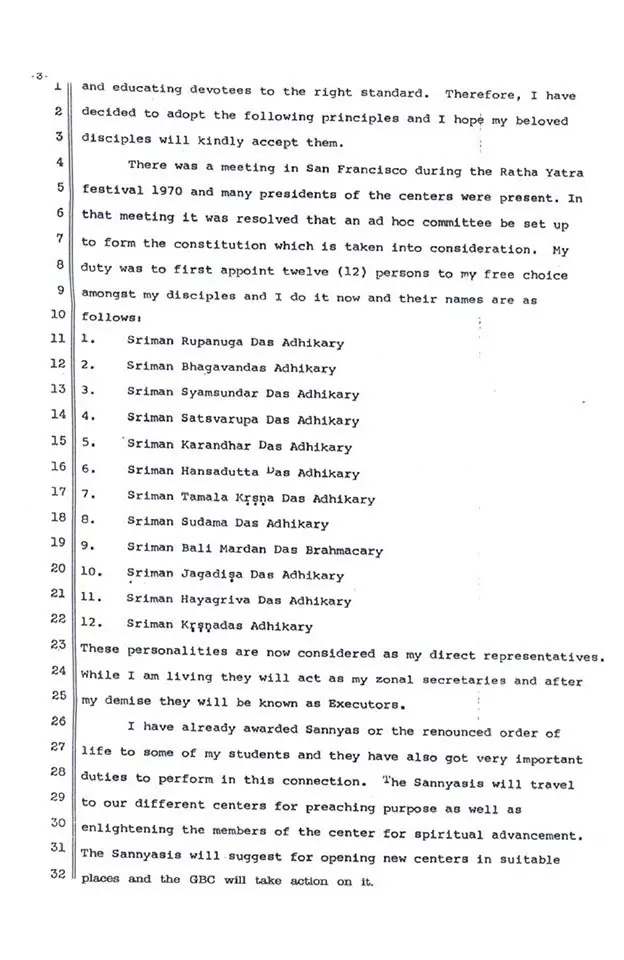 -3-
1 and educating devotees to the right standard. Therefore, I have
2 decided to adopt the following principles and I hope my beloved
3 disciples will kindly accept them.
4 There was a meeting in San Francisco during the Ratha Yatra
5 festival 1970 and many presidents of the centers were present. In
6 that meeting it was resolved that an ad hoc committee be set up
7 to form the constitution which is taken into consideration. My
8 duty was to first appoint twelve (12) persons to my free choice
9 amongst my disciples and I do it now and their names are as
10 follows:
11 1. Sriman Rupanuga Das Adhikary
12 2. Sriman Bhagavandas Adhikary
13 3. Sriman Syamsundar Das Adhikary
14 4. Sriman Satsvarupa Das Adhikary
15 5. Sriman Karandhar Das Adhikary
16 6. Sriman Hansadutta Das Adhikary
17 7. Sriman Tamala Kṛṣṇa Das Adhikary
18 8. Sriman Sudama Das Adhikary
19 9. Sriman Bali Mardan Das Brahmacary
20 10. Sriman Jagadiṣa Das Adhikary
21 11. Sriman Hayagriva Das Adhikary
22 12. Sriman Kṛṣṇadas Adhikary
23 These personalities are now considered as my direct representatives.
24 While I am living they will act as my zonal secretaries and after
25 my demise they will be known as Executors.
26 I have already awarded Sannyas or the renounced order of
27 life to some of my students and they have also got very important
28 duties to perform in this connection. The Sannyasis will travel
29 to our different centers for preaching purpose as well as
30 enlightening the members of the center for spiritual advancement.
31 The Sannyasis will suggest for opening new centers in suitable
32 places and the GBC will take action on it.